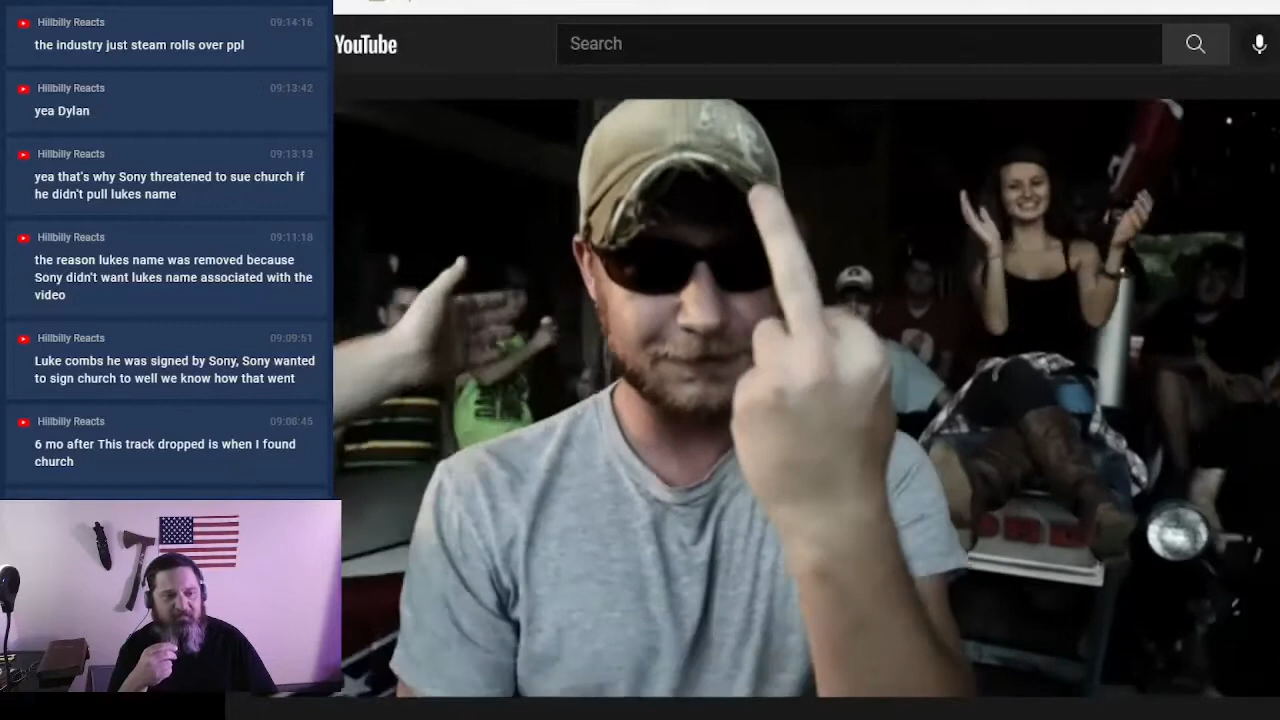 Hillbilly Reacts 09:14:16
the industry just steam rolls over ppl
Hillbilly Reacts 09:13:42
yea Dylan
Hillbilly Reacts 09:13:13
yea that's why Sony threatened to sue church if
he didn't pull lukes name
Hillbilly Reacts 09:11:18
the reason lukes name was removed because
Sony didn't want lukes name associated with the
video
Hillbilly Reacts 09:09:51
Luke combs he was signed by Sony, Sony wanted
to sign church to well we know how that went
Hillbilly Reacts 09:08:45
6 mo after This track dropped is when I found
church
YouTube
Search